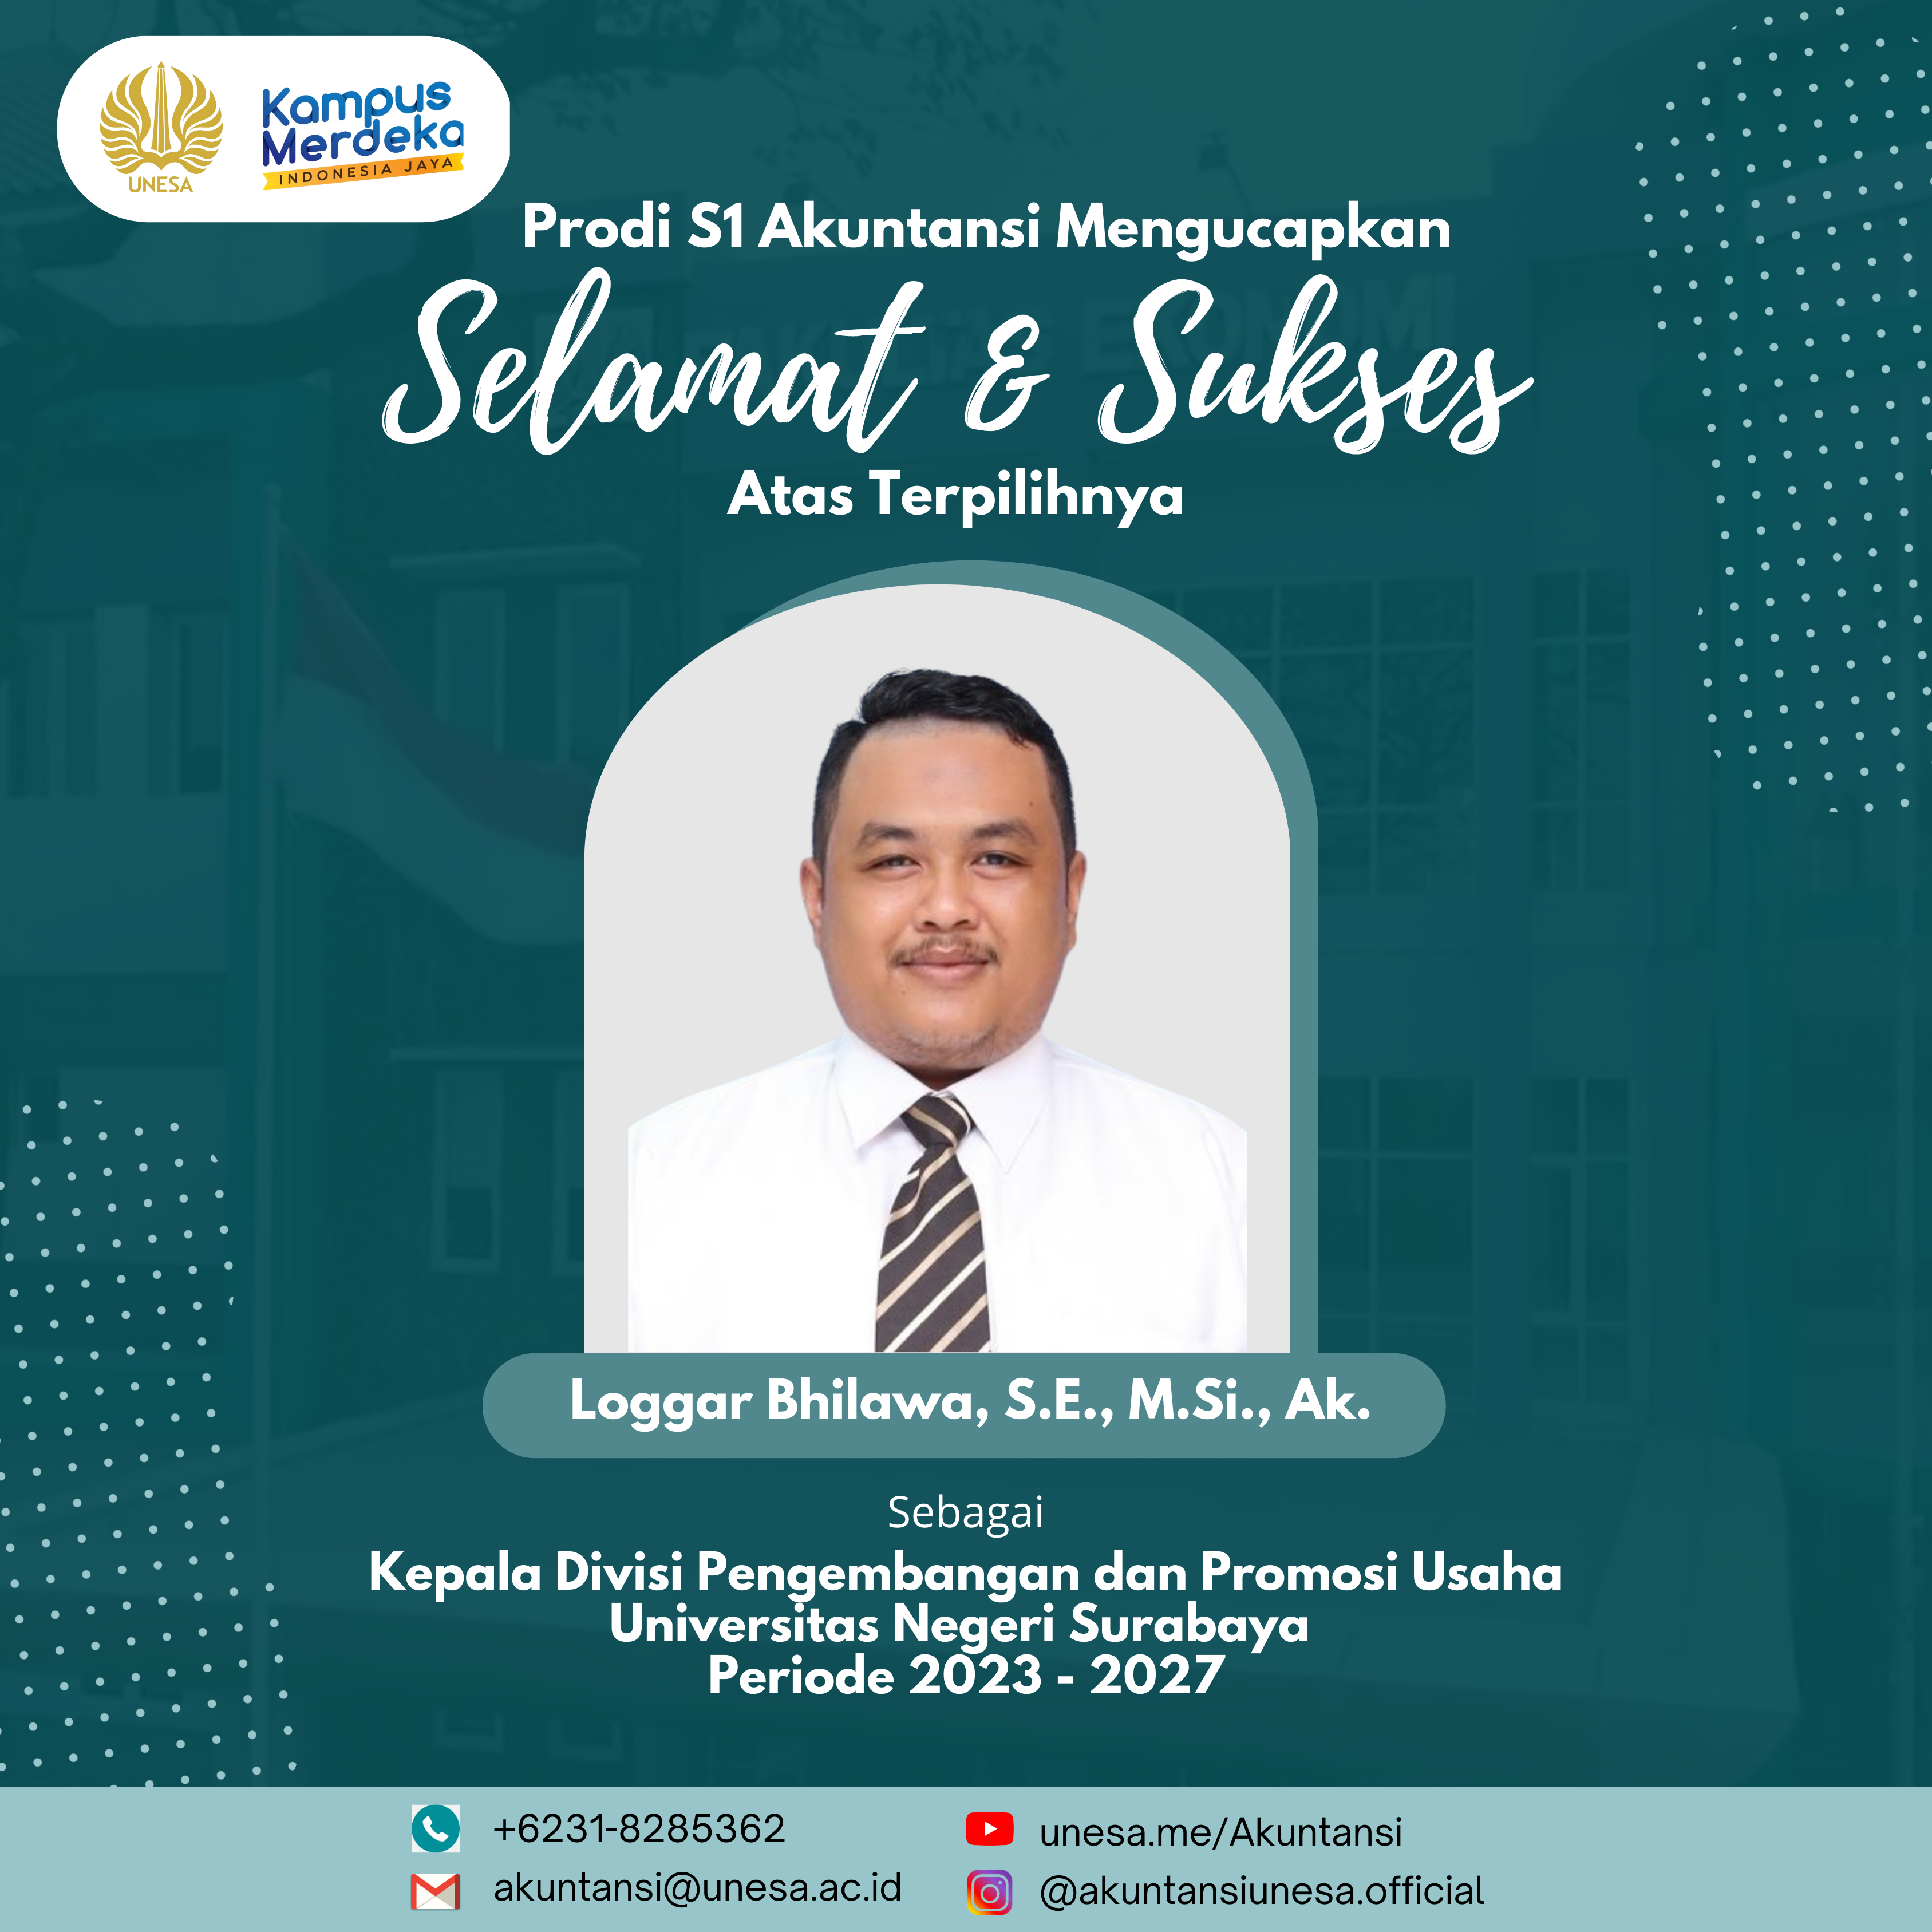 UNESA
Kampus
Merdeka
INDONESIA JAYA
Prodi S1 Akuntansi Mengucapkan
Selamat & Sukses
Atas Terpilihnya
Loggar Bhilawa, S.E., M.Si., Ak.
Sebagai
Kepala Divisi Pengembangan dan Promosi Usaha
Universitas Negeri Surabaya
Periode 2023 - 2027
+6231-8285362
unesa.me/Akuntansi
akuntansi@unesa.ac.id
@akuntansiunesa.official